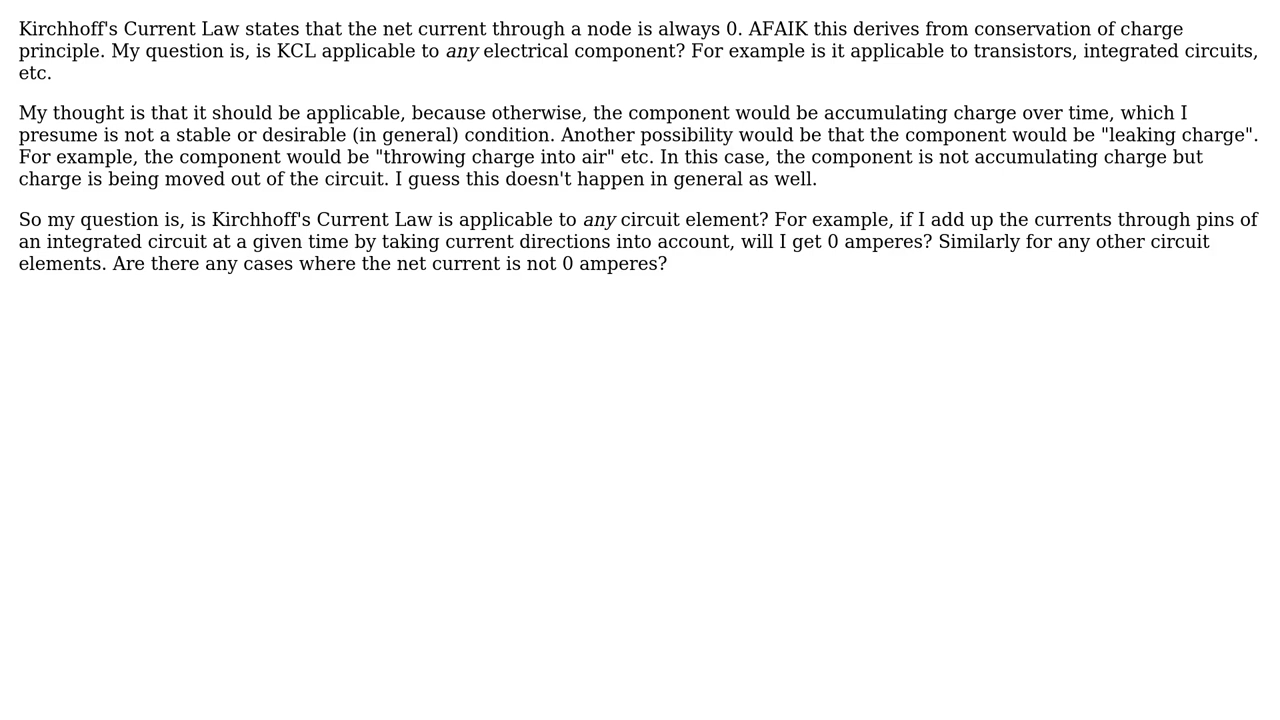 Kirchhoff's Current Law states that the net current through a node is always 0. AFAIK this derives from conservation of charge
principle. My question is, is KCL applicable to any electrical component? For example is it applicable to transistors, integrated circuits,
etc.
My thought is that it should be applicable, because otherwise, the component would be accumulating charge over time, which I
presume is not a stable or desirable (in general) condition. Another possibility would be that the component would be "leaking charge".
For example, the component would be "throwing charge into air" etc. In this case, the component is not accumulating charge but
charge is being moved out of the circuit. I guess this doesn't happen in general as well.
So my question is, is Kirchhoff's Current Law is applicable to any circuit element? For example, if I add up the currents through pins of
an integrated circuit at a given time by taking current directions into account, will I get 0 amperes? Similarly for any other circuit
elements. Are there any cases where the net current is not 0 amperes?